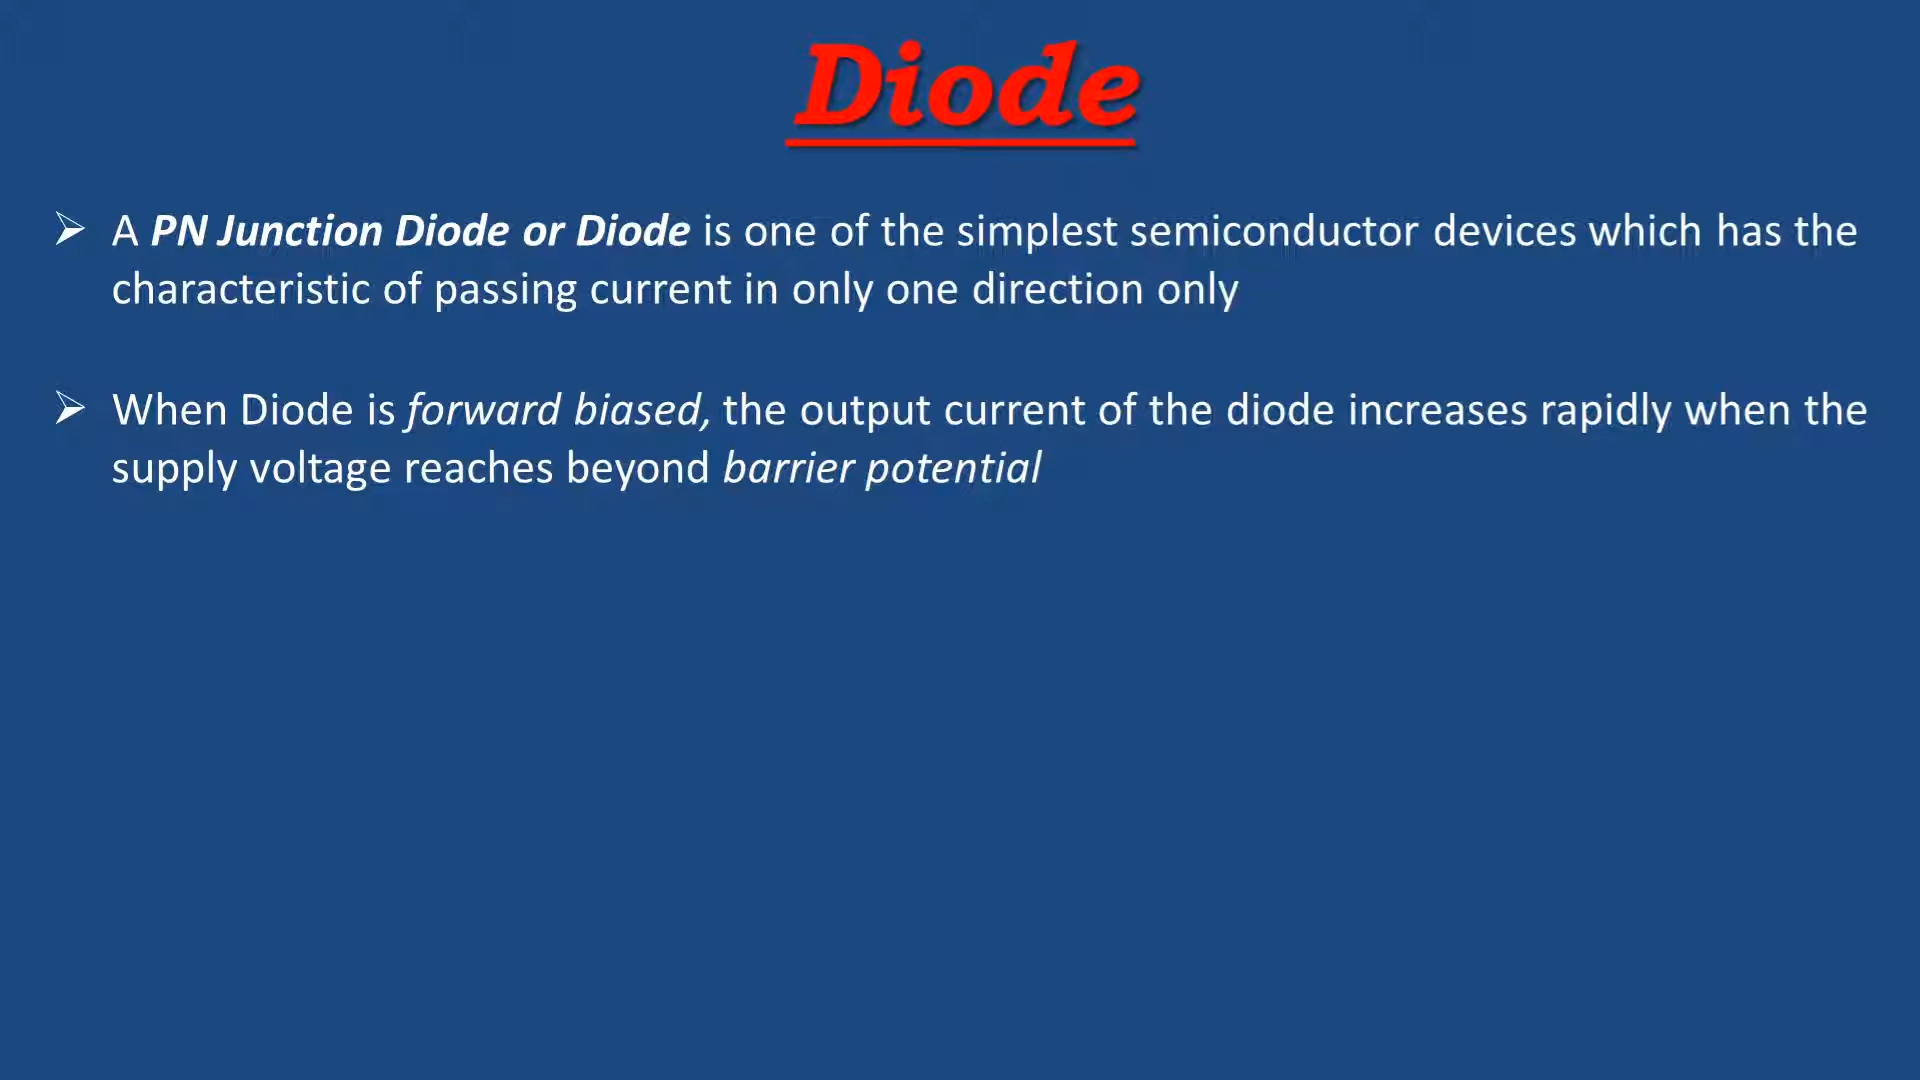 Diode
A PN Junction Diode or Diode is one of the simplest semiconductor devices which has the
characteristic of passing current in only one direction only
When Diode is forward biased, the output current of the diode increases rapidly when the
supply voltage reaches beyond barrier potential